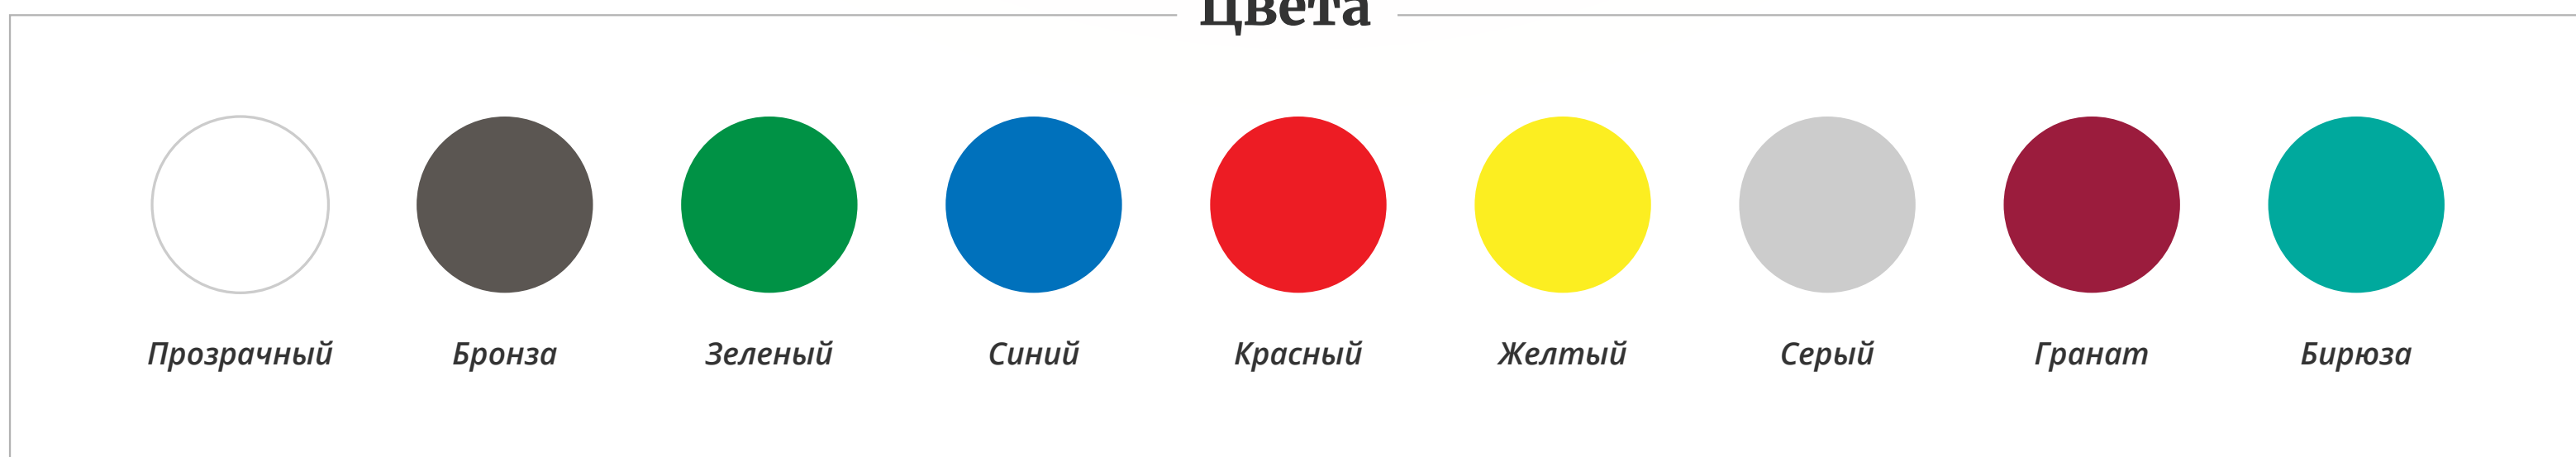 Цвета
Прозрачный Бронза Зеленый Синий Красный Желтый Серый Гранат Бирюза